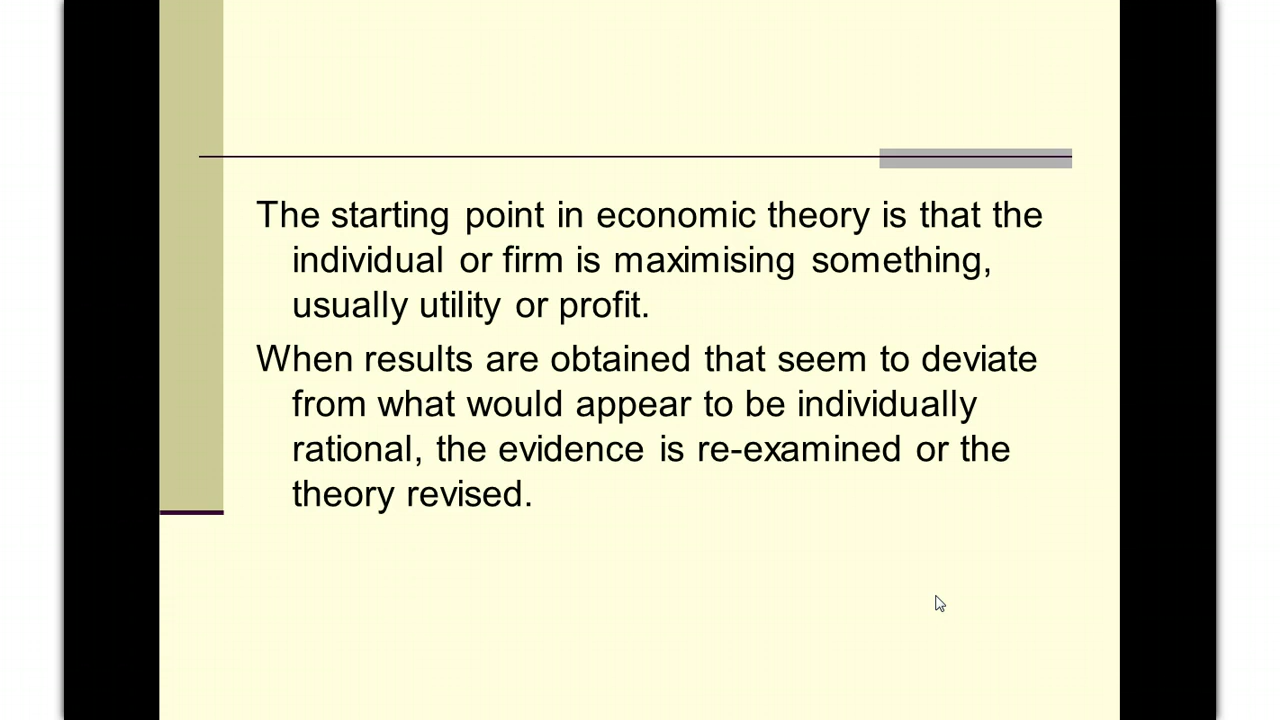 The starting point in economic theory is that the
individual or firm is maximising something,
usually utility or profit.
When results are obtained that seem to deviate
from what would appear to be individually
rational, the evidence is re-examined or the
theory revised.